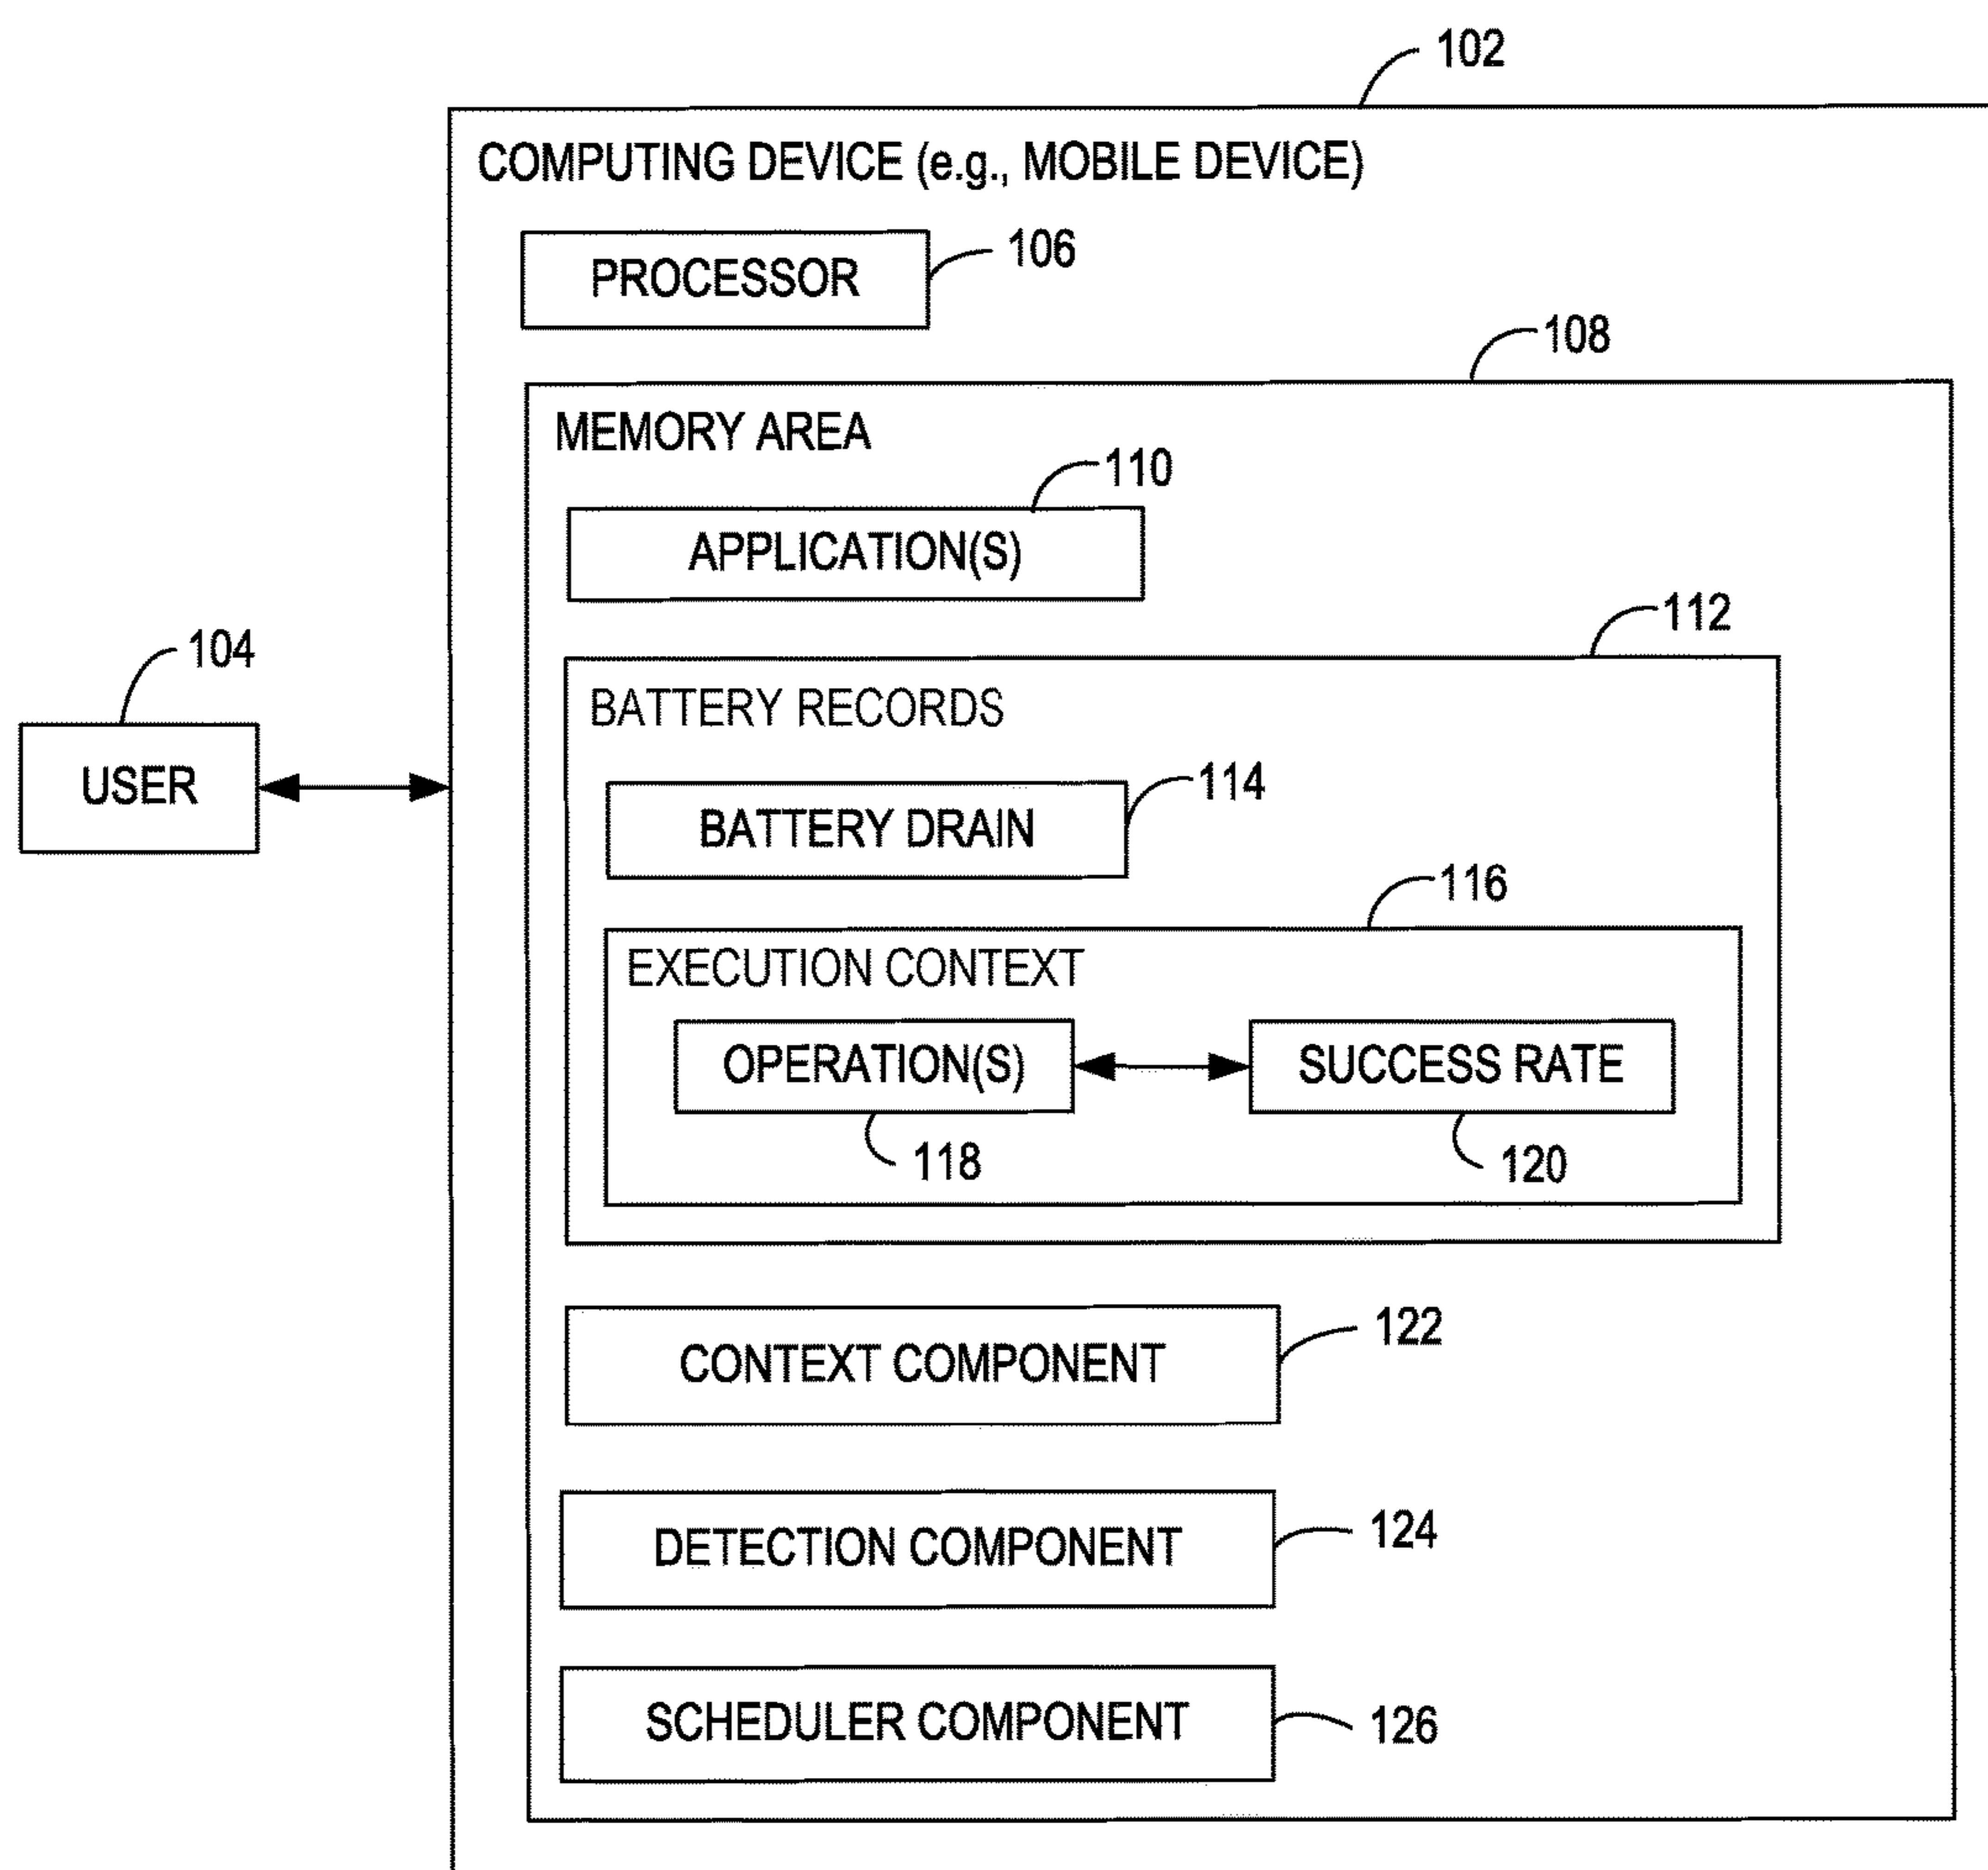 102
COMPUTING DEVICE (e.g., MOBILE DEVICE)
PROCESSOR
106
108
MEMORY AREA
110
APPLICATION(S)
112
104
BATTERY RECORDS
USER
114
BATTERY DRAIN
116
EXECUTION CONTEXT
OPERATION(S)
SUCCESS RATE
118
120
122
CONTEXT COMPONENT
124
DETECTION COMPONENT
SCHEDULER COMPONENT
126